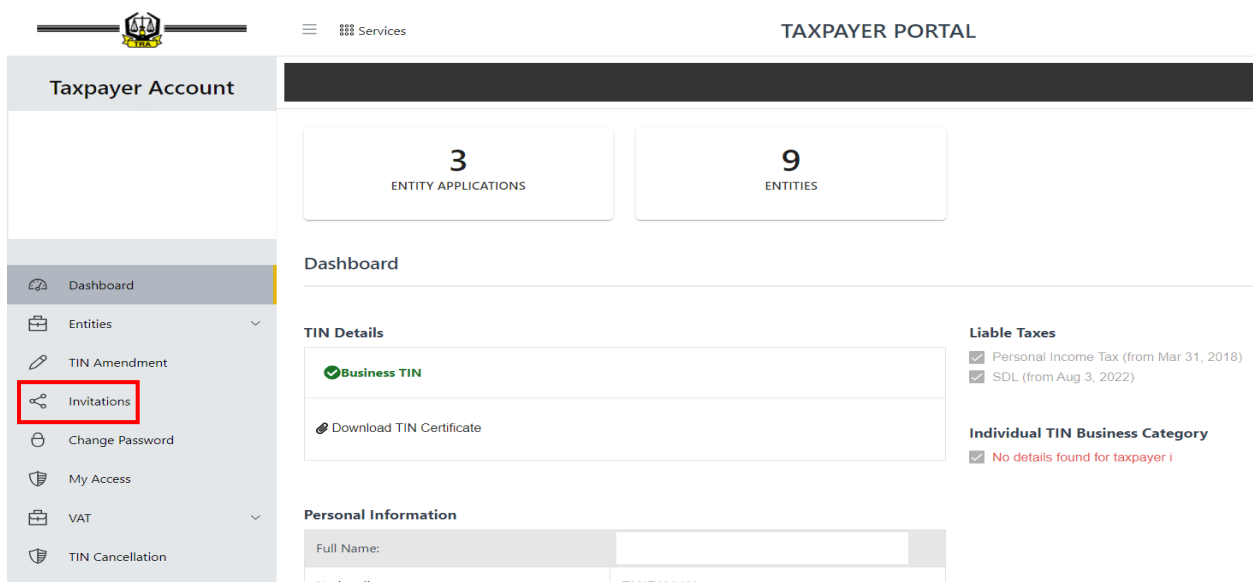 TRA
Services
TAXPAYER PORTAL
Taxpayer Account
3
ENTITY APPLICATIONS
9
ENTITIES
Dashboard
Dashboard
Entities
TIN Amendment
Invitations
Change Password
My Access
VAT
TIN Cancellation
TIN Details
Business TIN
Download TIN Certificate
Liable Taxes
Personal Income Tax (from Mar 31, 2018)
SDL (from Aug 3, 2022)
Individual TIN Business Category
No details found for taxpayer i
Personal Information
Full Name: